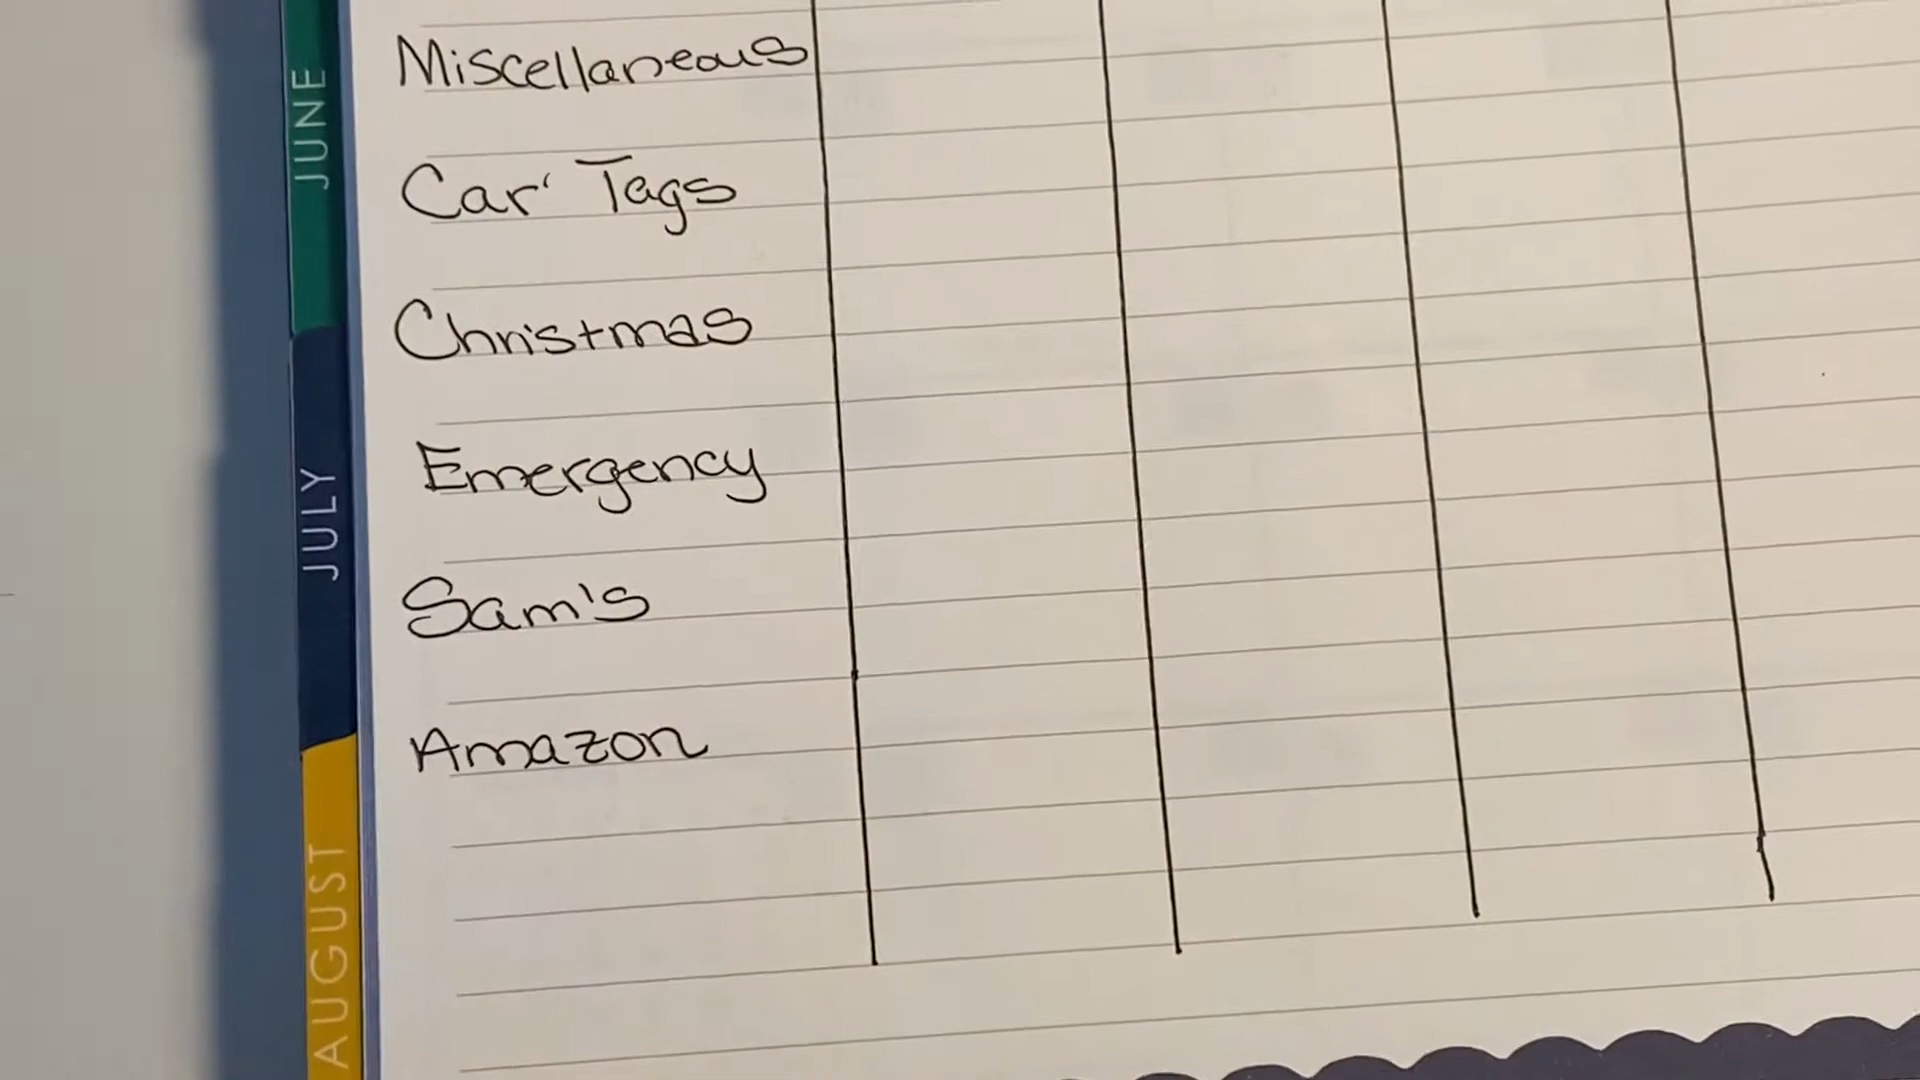 JUNE
JULY
AUGUST
Miscellaneous
Car Tags
Christmas
Emergency
Sam's
Amazon